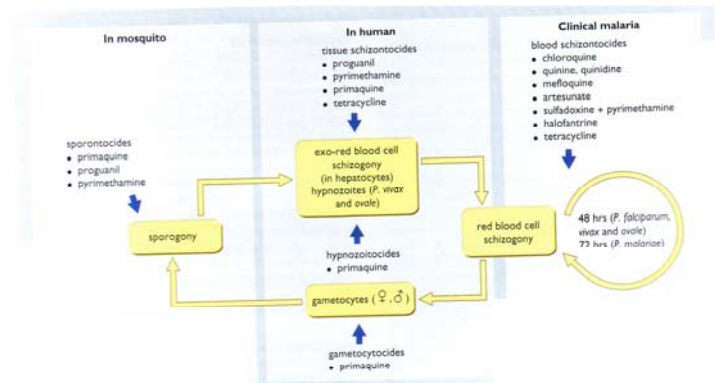 In mosquito
In human
Clinical malaria
tissue schizontocides
• proguanil
• pyrimethamine
• primaquine
• tetracycline
blood schizontocides
• chloroquine
• quinine, quinidine
• mefloquine
• artesunate
• sulfadoxine + pyrimethamine
• halofantrine
• tetracycline
sporontocides
• primaquine
• proguanil
• pyrimethamine
exo-red blood cell
schizogony
(in hepatocytes)
hypnozoites (P. vivax
and ovale)
sporogony
red blood cell
schizogony
48 hrs (P. falciparum,
vivax and ovale)
72 hrs (P. malariae)
hypnozoitocides
• primaquine
gametocytes (♀.♂)
gametocytocides
• primaquine